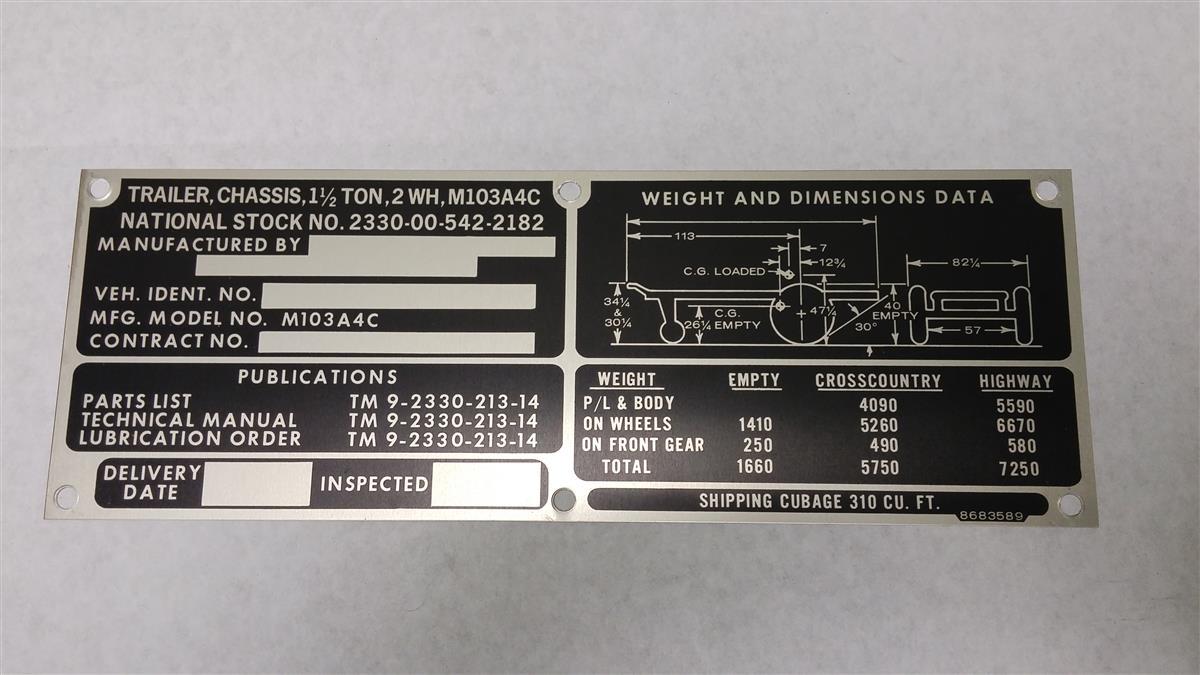 TRAILER, CHASSIS, 1½ TON, 2 WH, M103A4C
NATIONAL STOCK NO. 2330-00-542-2182
MANUFACTURED BY
VEH. IDENT. NO.
MFG. MODEL NO. M103A4C
CONTRACT NO.
PUBLICATIONS
PARTS LIST TM 9-2330-213-14
TECHNICAL MANUAL TM 9-2330-213-14
LUBRICATION ORDER TM 9-2330-213-14
DELIVERY DATE
INSPECTED
WEIGHT AND DIMENSIONS DATA
113
7
12¾
C.G. LOADED
82¼
34¼
&
30¼
26¼
C.G.
EMPTY
47¼
40
EMPTY
30°
57
WEIGHT EMPTY CROSSCOUNTRY HIGHWAY
P/L & BODY 4090 5590
ON WHEELS 1410 5260 6670
ON FRONT GEAR 250 490 580
TOTAL 1660 5750 7250
SHIPPING CUBAGE 310 CU. FT.
8683589